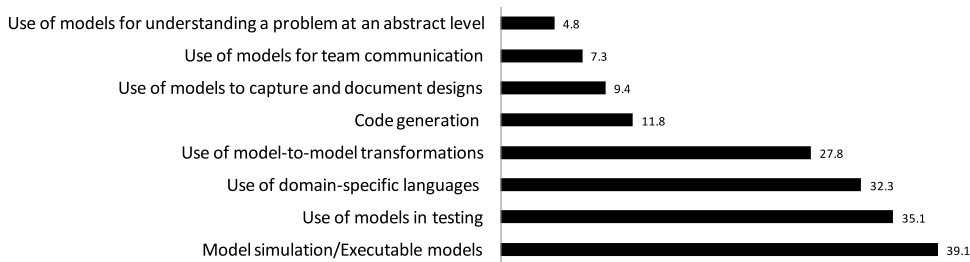 Use of models for understanding a problem at an abstract level 4.8
Use of models for team communication 7.3
Use of models to capture and document designs 9.4
Code generation 11.8
Use of model-to-model transformations 27.8
Use of domain-specific languages 32.3
Use of models in testing 35.1
Model simulation/Executable models 39.1